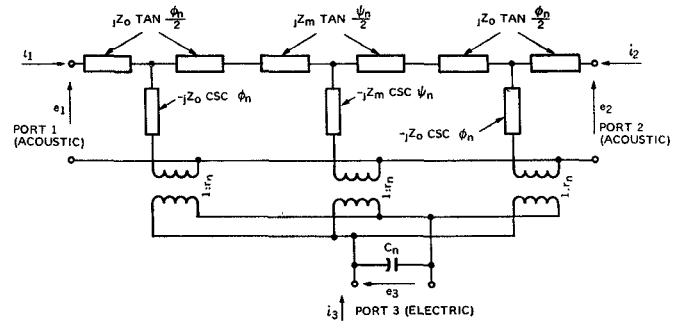 jZo TAN ϕn/2
jZm TAN ψn/2
jZo TAN ϕn/2
i1
i2
e1
-jZo CSC ϕn
-jZm CSC ψn
-jZo CSC ϕn
e2
PORT 1
(ACOUSTIC)
PORT 2
(ACOUSTIC)
1:rn
1:rn
1:rn
Cn
e3
i3
PORT 3 (ELECTRIC)